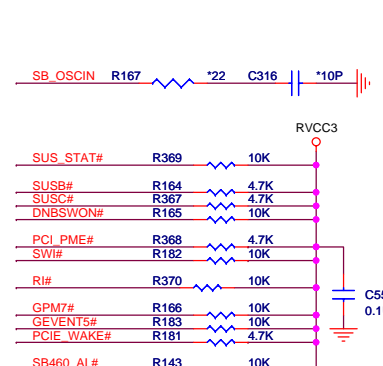 SB_OSCIN R167 *22 C316 *10P
RVCC3
SUS_STAT# R369 10K
SUSB# R164 4.7K
SUSC# R367 4.7K
DNBSWON# R165 10K
PCI_PME# R368 4.7K
SWI# R182 10K
RI# R370 10K
GPM7# R166 10K
GEVENT5# R183 10K
PCIE_WAKE# R181 4.7K
0.1
R143 10K